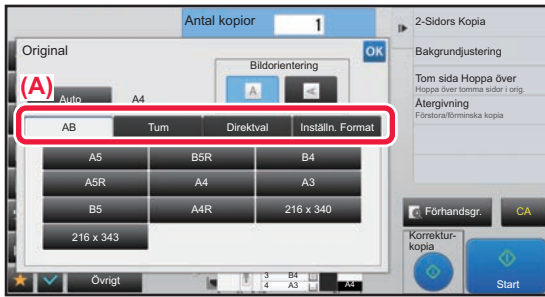 Antal kopior 1
2-Sidors Kopia
Original
OK
Bildorientering
Bakgrundjustering
(A)
Auto A4
A A
Tom sida Hoppa över
Hoppa över tomma sidor i orig.
Återgivning
Förstora/förminska kopia
AB Tum Direktval Inställn. Format
A5 B5R B4
A5R A4 A3
B5 A4R 216 x 340
216 x 343
Förhandsgr. CA
Korrektur-
kopia
Start
Övrigt
3 B4
4 A3 A4